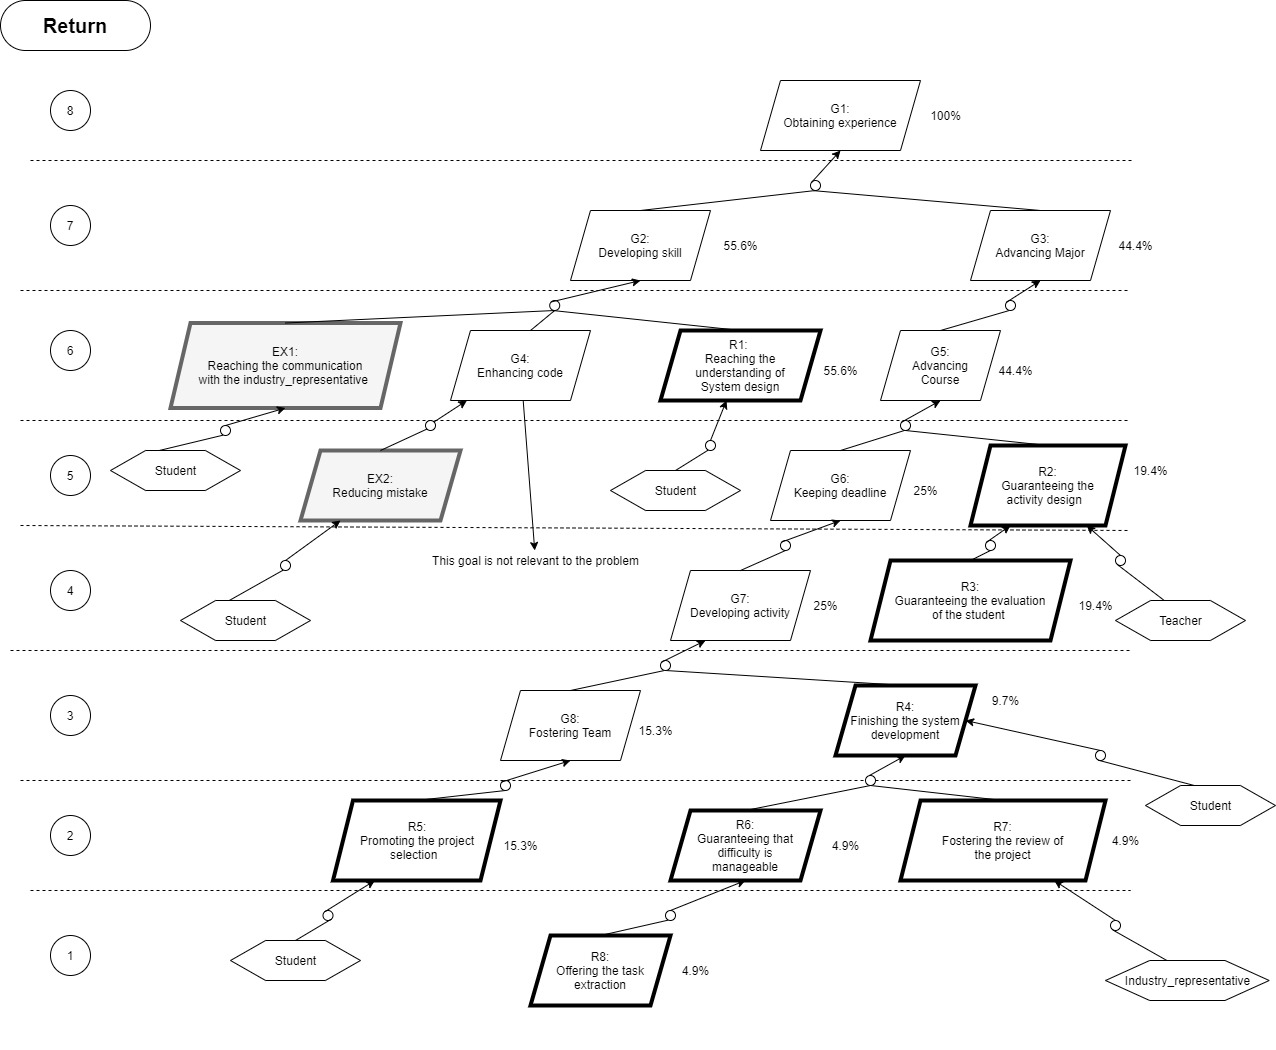 Return
8
G1:
Obtaining experience
100%
7
G2:
Developing skill
55.6%
G3:
Advancing Major
44.4%
6
EX1:
Reaching the communication
with the industry_representative
G4:
Enhancing code
R1:
Reaching the
understanding of
System design
55.6%
G5:
Advancing
Course
44.4%
5
Student
EX2:
Reducing mistake
Student
G6:
Keeping deadline
25%
R2:
Guaranteeing the
activity design
19.4%
This goal is not relevant to the problem
4
Student
G7:
Developing activity
25%
R3:
Guaranteeing the evaluation
of the student
19.4%
Teacher
3
G8:
Fostering Team
15.3%
R4:
Finishing the system
development
9.7%
Student
2
R5:
Promoting the project
selection
15.3%
R6:
Guaranteeing that
difficulty is
manageable
4.9%
R7:
Fostering the review of
the project
4.9%
1
Student
R8:
Offering the task
extraction
4.9%
Industry_representative